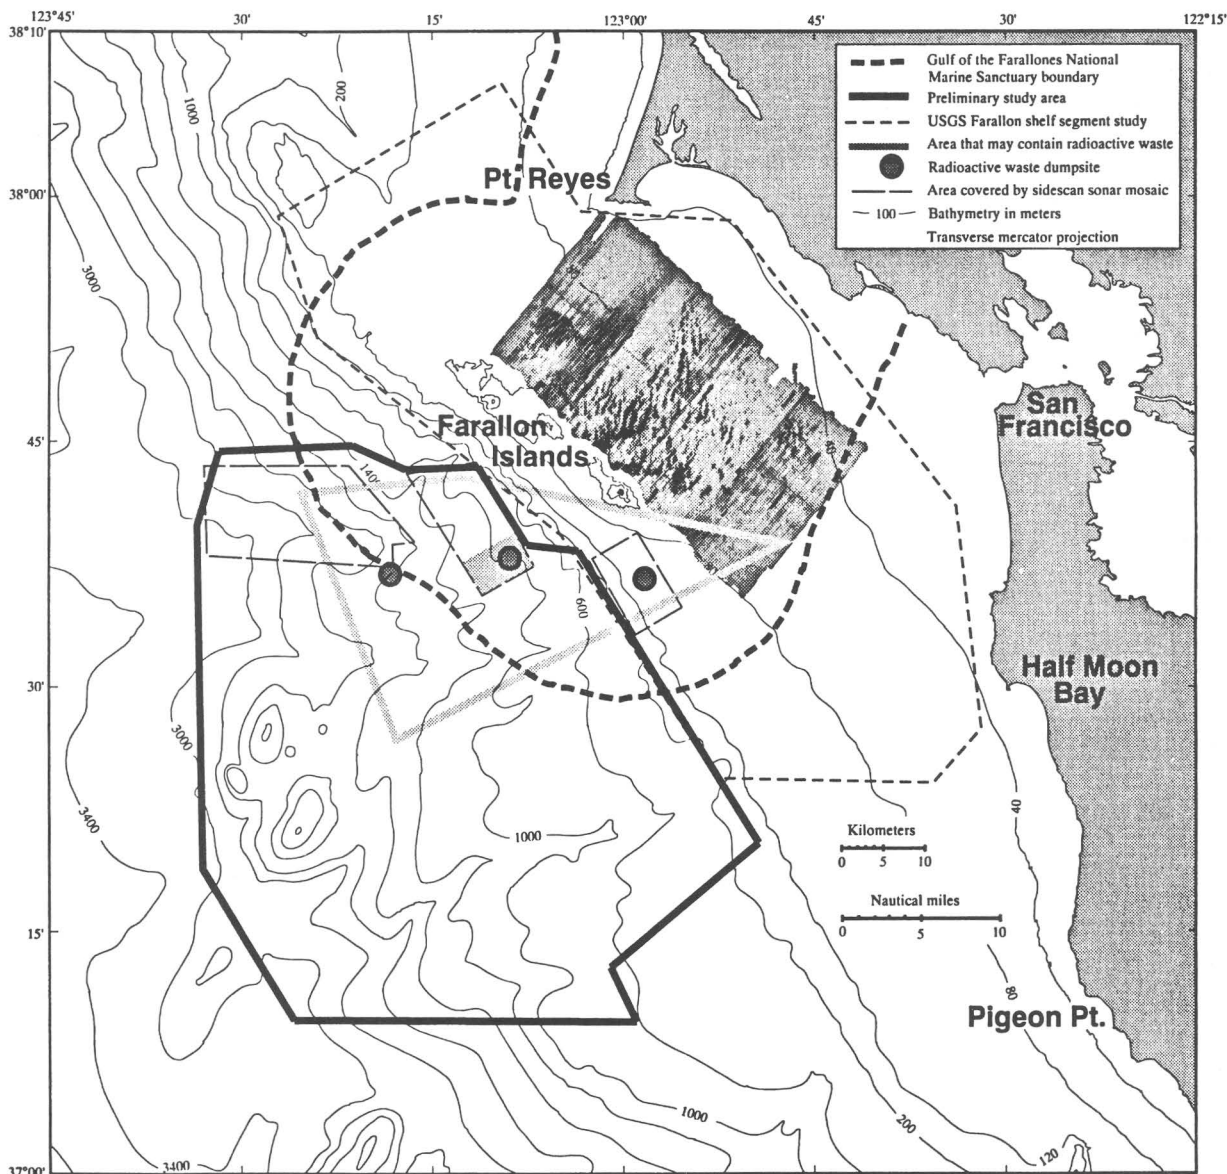 123°45' 30' 15' 123°00' 45' 30' 122°15'
38°10'
38°00'
45'
30'
15'
37°00'
Gulf of the Farallones National
Marine Sanctuary boundary
Preliminary study area
USGS Farallon shelf segment study
Area that may contain radioactive waste
Radioactive waste dumpsite
Area covered by sidescan sonar mosaic
100 Bathymetry in meters
Transverse mercator projection
200
1000
Pt. Reyes
3000
San
Francisco
Farallon
Islands
40
600
Half Moon
Bay
3000
3400
1000
40
Kilometers
0 5 10
Nautical miles
0 5 10
80
Pigeon Pt.
1000
200
120
3400